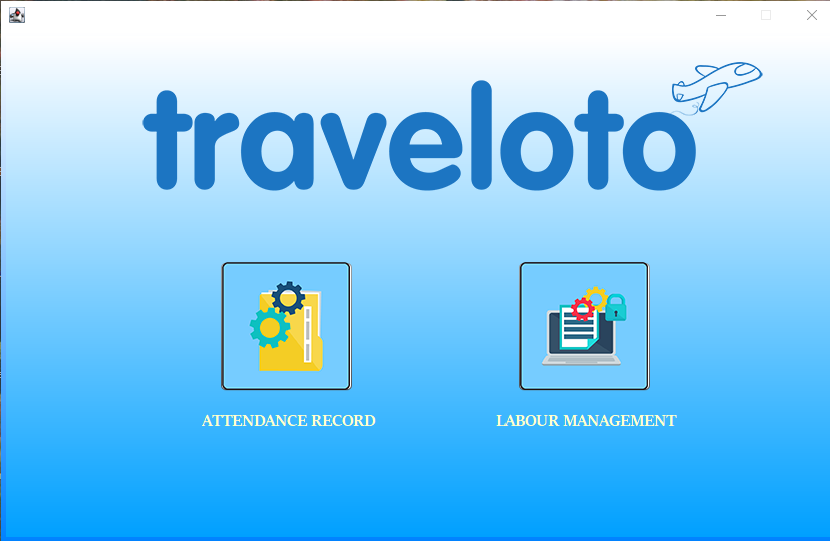 traveloto
ATTENDANCE RECORD
LABOUR MANAGEMENT